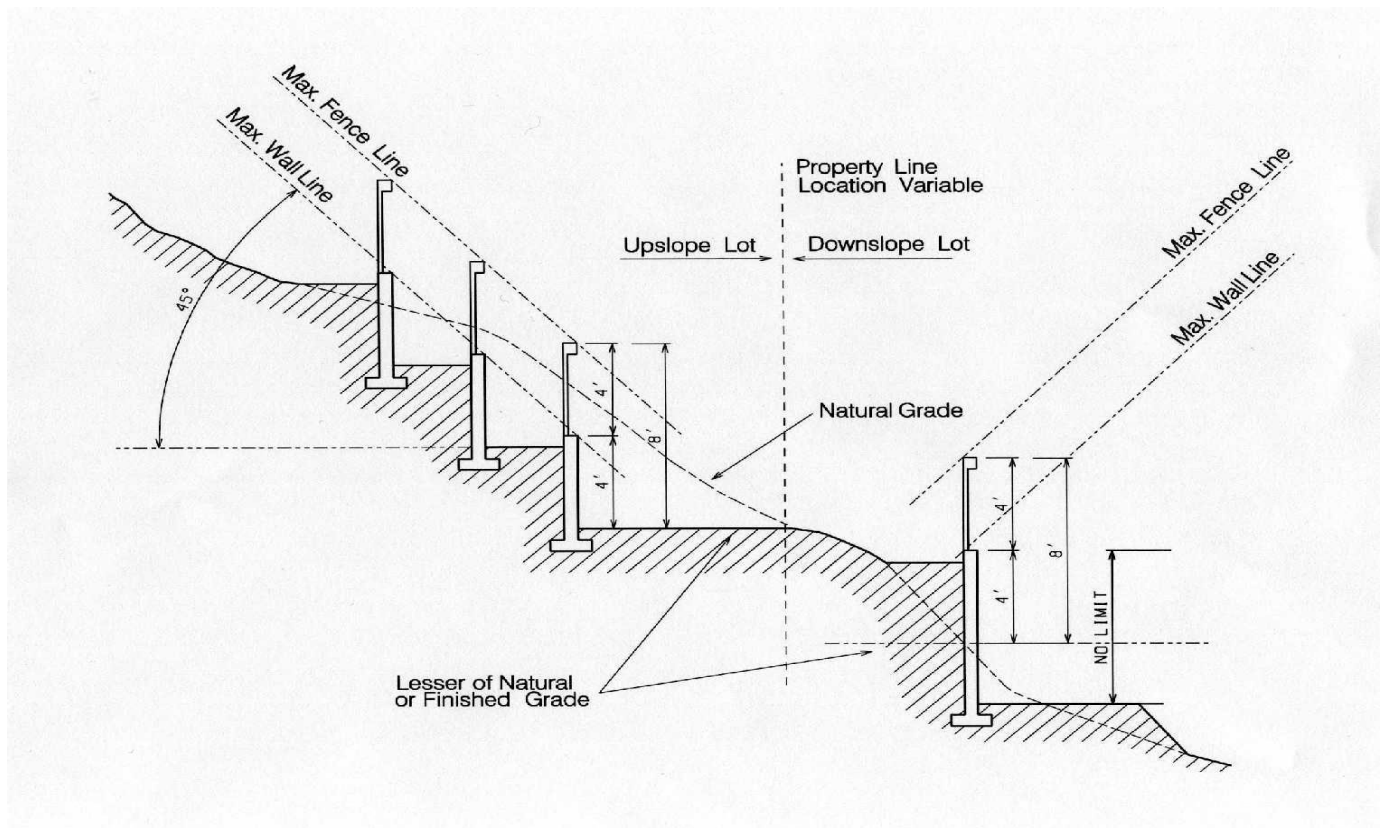 Max. Fence Line
Max. Wall Line
45°
Property Line
Location Variable
Upslope Lot
Downslope Lot
Max. Fence Line
Max. Wall Line
4'
8'
4'
Natural Grade
4'
8'
4'
NO LIMIT
Lesser of Natural
or Finished Grade